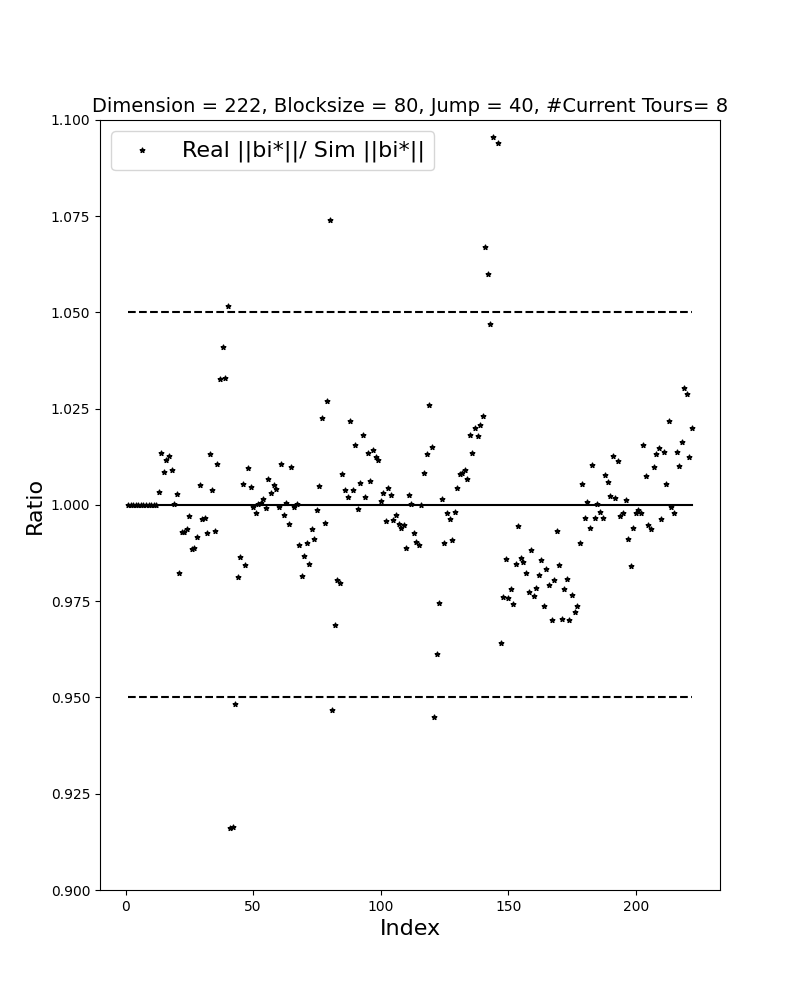 Dimension = 222, Blocksize = 80, Jump = 40, #Current Tours= 8
1.100
Real ||bi*||/ Sim ||bi*||
1.075
1.050
1.025
1.000
0.975
0.950
0.925
0.900
Ratio
0 50 100 150 200
Index